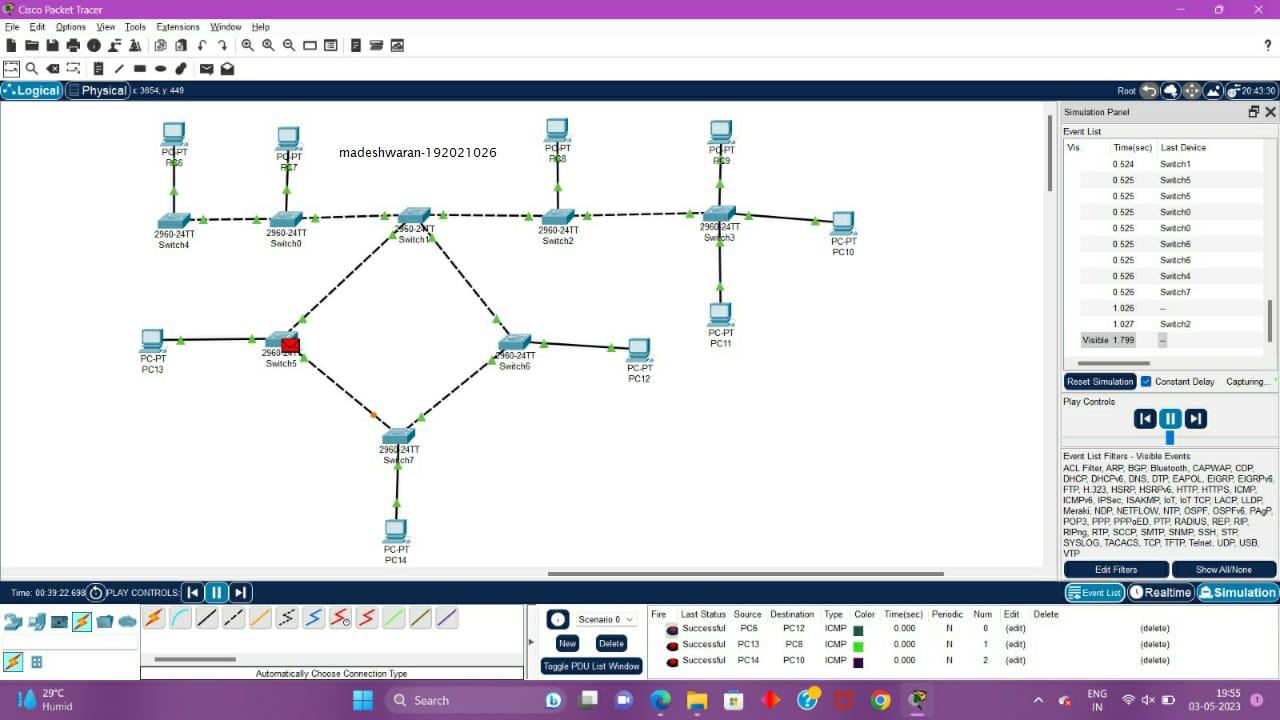 Cisco Packet Tracer
File Edit Options View Tools Extensions Window Help
Logical Physical x: 3654, y: 449 Root 20:43:30
madeshwaran-192021026
PC-PT
PC6
PC-PT
PC7
PC-PT
PC8
PC-PT
PC9
2960-24TT
Switch4
2960-24TT
Switch0
2960-24TT
Switch1
2960-24TT
Switch2
2960-24TT
Switch3
PC-PT
PC10
PC-PT
PC11
PC-PT
PC13
2960-24TT
Switch5
2960-24TT
Switch6
PC-PT
PC12
2960-24TT
Switch7
PC-PT
PC14
Simulation Panel
Event List
Vis. Time(sec) Last Device
0.524 Switch1
0.525 Switch5
0.525 Switch5
0.525 Switch0
0.525 Switch0
0.525 Switch6
0.525 Switch6
0.526 Switch4
0.526 Switch7
1.026 --
1.027 Switch2
Visible 1.799 --
Reset Simulation Constant Delay Capturing...
Play Controls
Event List Filters - Visible Events
ACL Filter, ARP, BGP, Bluetooth, CAPWAP, CDP,
DHCP, DHCPv6, DNS, DTP, EAPOL, EIGRP, EIGRPv6,
FTP, H.323, HSRP, HSRPv6, HTTP, HTTPS, ICMP,
ICMPv6, IPSec, ISAKMP, IoT, IoT TCP, LACP, LLDP,
Meraki, NDP, NETFLOW, NTP, OSPF, OSPFv6, PAgP,
POP3, PPP, PPPoED, PTP, RADIUS, REP, RIP,
RIPng, RTP, SCCP, SMTP, SNMP, SSH, STP,
SYSLOG, TACACS, TCP, TFTP, Telnet, UDP, USB,
VTP
Edit Filters Show All/None
Time: 00:39:22.698 PLAY CONTROLS: Event List Realtime Simulation
Automatically Choose Connection Type
Scenario 0
New Delete
Toggle PDU List Window
Fire Last Status Source Destination Type Color Time(sec) Periodic Num Edit Delete
Successful PC6 PC12 ICMP 0.000 N 0 (edit) (delete)
Successful PC13 PC8 ICMP 0.000 N 1 (edit) (delete)
Successful PC14 PC10 ICMP 0.000 N 2 (edit) (delete)
29°C
Humid
Search
ENG
IN
19:55
03-05-2023
1